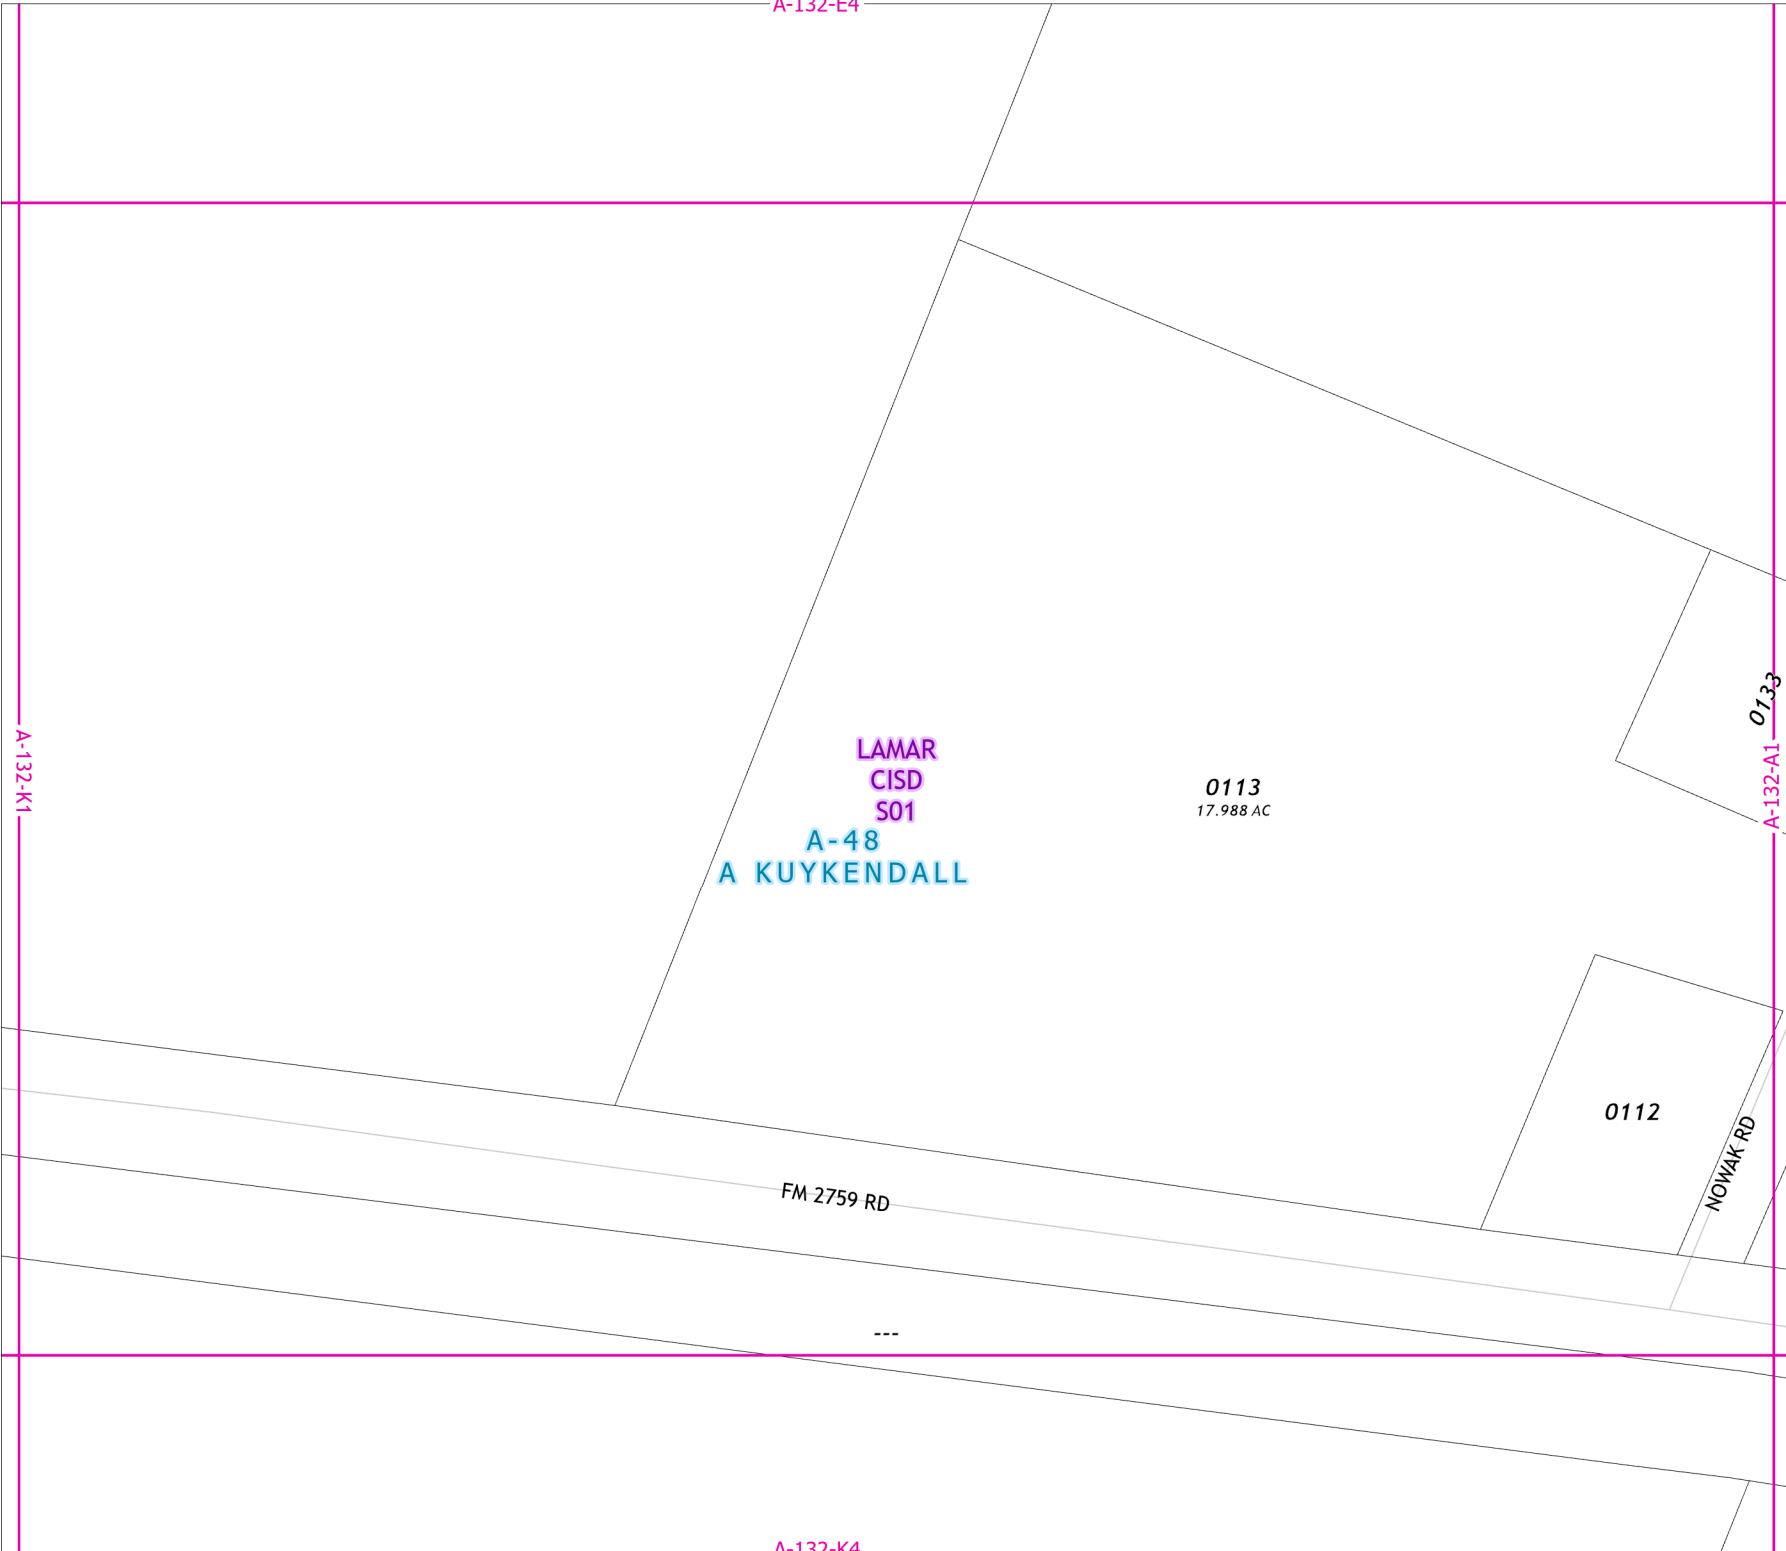 A-132-E4
0133
A-132-K1
A-132-A1
LAMAR
CISD
S01
0113
17.988 AC
A-48
A KUYKENDALL
0112
NOWAK RD
FM 2759 RD
---
A-132-K4